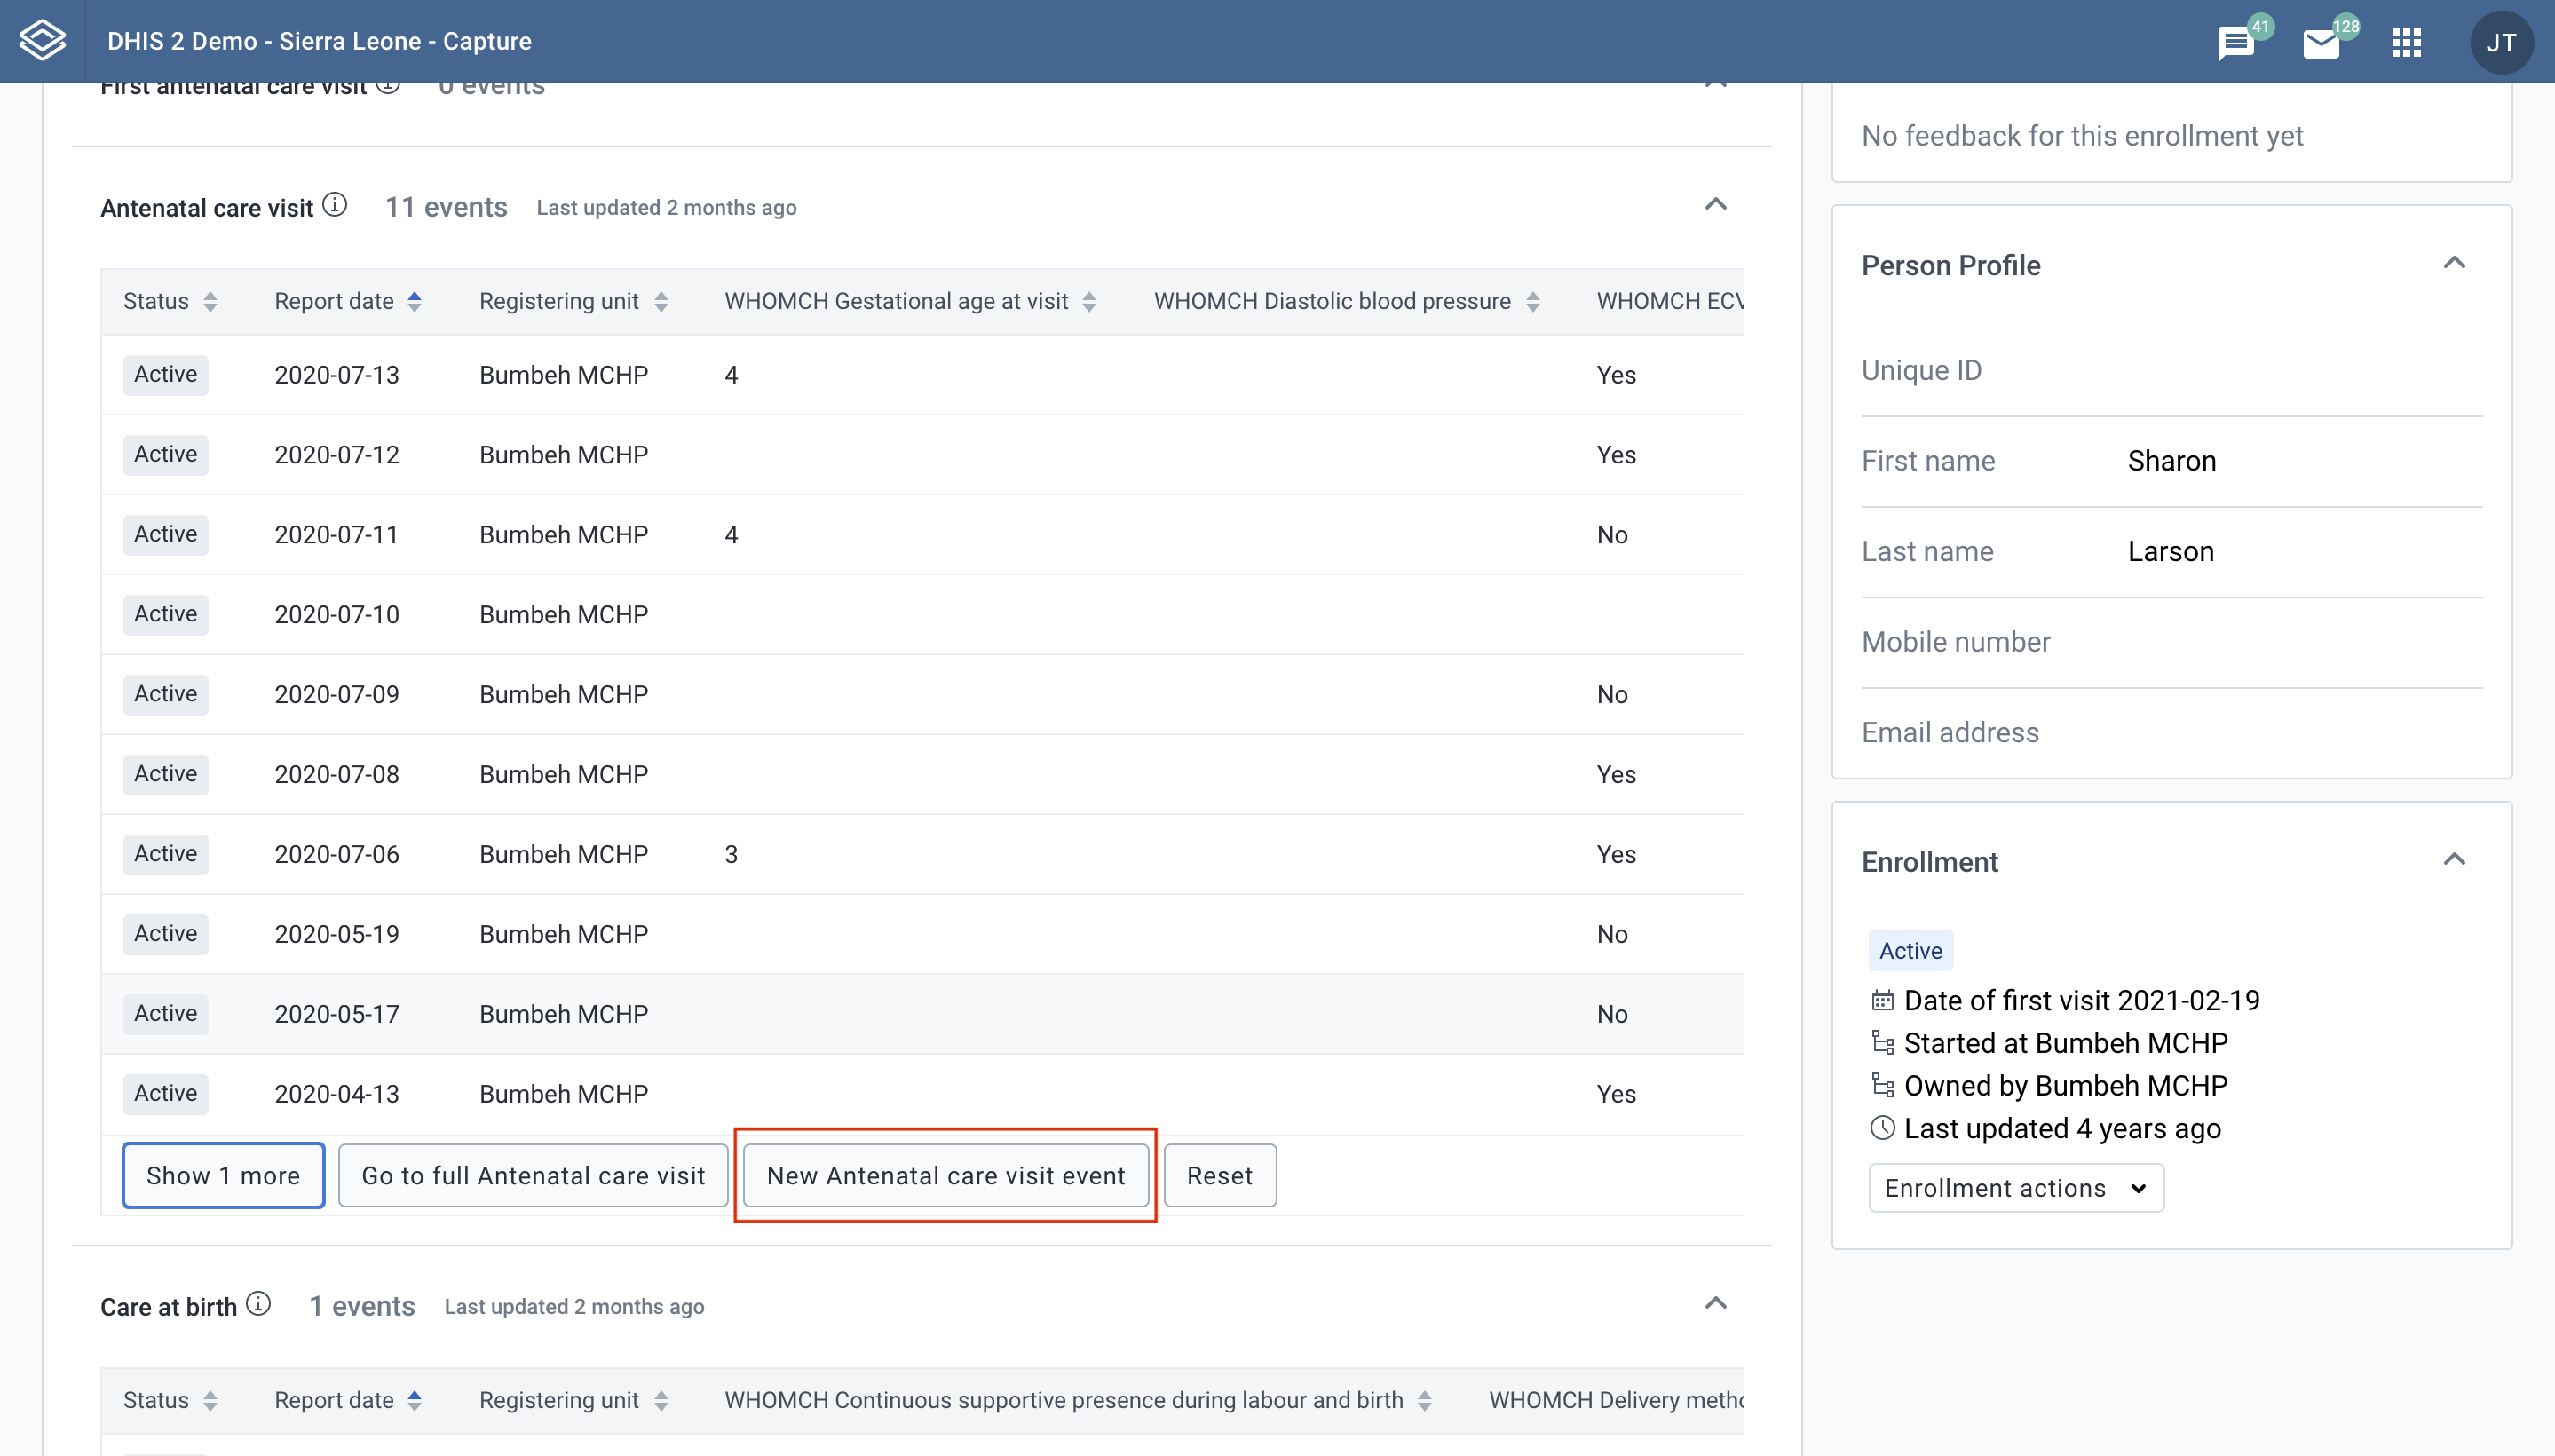 DHIS 2 Demo - Sierra Leone - Capture
41
128
JT
First antenatal care visit 0 events
No feedback for this enrollment yet
Antenatal care visit 11 events Last updated 2 months ago
Status Report date Registering unit WHOMCH Gestational age at visit WHOMCH Diastolic blood pressure WHOMCH ECV
Active 2020-07-13 Bumbeh MCHP 4 Yes
Active 2020-07-12 Bumbeh MCHP Yes
Active 2020-07-11 Bumbeh MCHP 4 No
Active 2020-07-10 Bumbeh MCHP
Active 2020-07-09 Bumbeh MCHP No
Active 2020-07-08 Bumbeh MCHP Yes
Active 2020-07-06 Bumbeh MCHP 3 Yes
Active 2020-05-19 Bumbeh MCHP No
Active 2020-05-17 Bumbeh MCHP No
Active 2020-04-13 Bumbeh MCHP Yes
Show 1 more Go to full Antenatal care visit New Antenatal care visit event Reset
Care at birth 1 events Last updated 2 months ago
Status Report date Registering unit WHOMCH Continuous supportive presence during labour and birth WHOMCH Delivery metho
Person Profile
Unique ID
First name Sharon
Last name Larson
Mobile number
Email address
Enrollment
Active
Date of first visit 2021-02-19
Started at Bumbeh MCHP
Owned by Bumbeh MCHP
Last updated 4 years ago
Enrollment actions